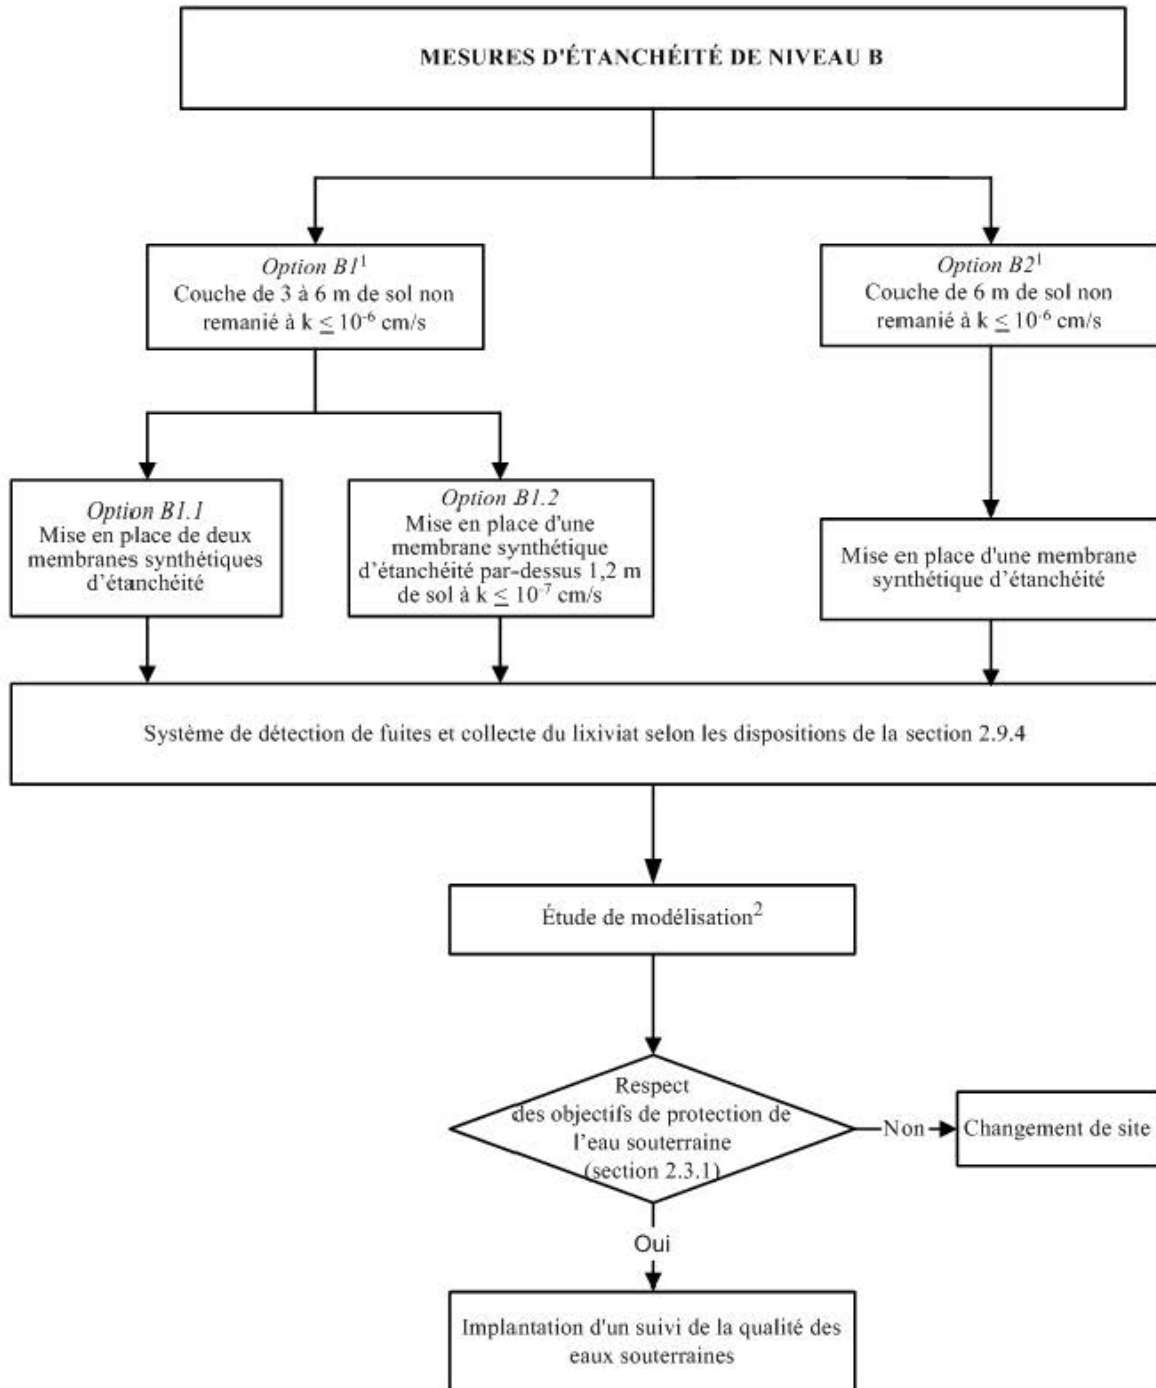 MESURES D'ÉTANCHÉITÉ DE NIVEAU B
Option B1¹
Couche de 3 à 6 m de sol non
remanié à k ≤ 10⁻⁶ cm/s
Option B2¹
Couche de 6 m de sol non
remanié à k ≤ 10⁻⁶ cm/s
Option B1.1
Mise en place de deux
membranes synthétiques
d’étanchéité
Option B1.2
Mise en place d'une
membrane synthétique
d’étanchéité par-dessus 1,2 m
de sol à k ≤ 10⁻⁷ cm/s
Mise en place d'une membrane
synthétique d’étanchéité
Système de détection de fuites et collecte du lixiviat selon les dispositions de la section 2.9.4
Étude de modélisation²
Respect
des objectifs de protection de
l’eau souterraine
(section 2.3.1)
Non
Changement de site
Oui
Implantation d'un suivi de la qualité des
eaux souterraines